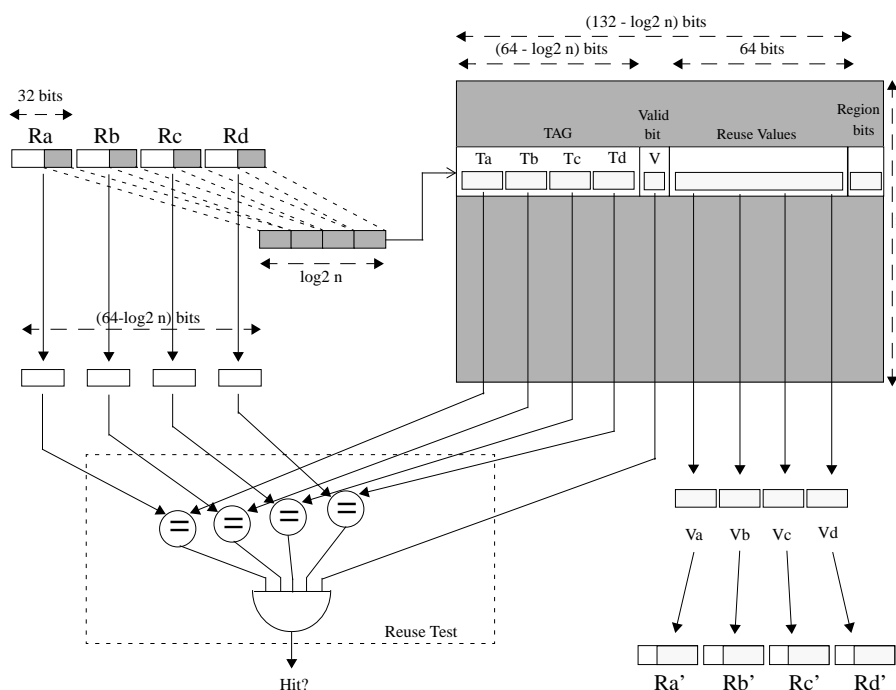 (132 - log2 n) bits
(64 - log2 n) bits
64 bits
32 bits
Ra Rb Rc Rd
TAG
Valid
bit
Reuse Values
Region
bits
Ta Tb Tc Td V
log2 n
(64-log2 n) bits
= = = =
Va Vb Vc Vd
Reuse Test
Hit?
Ra’ Rb’ Rc’ Rd’